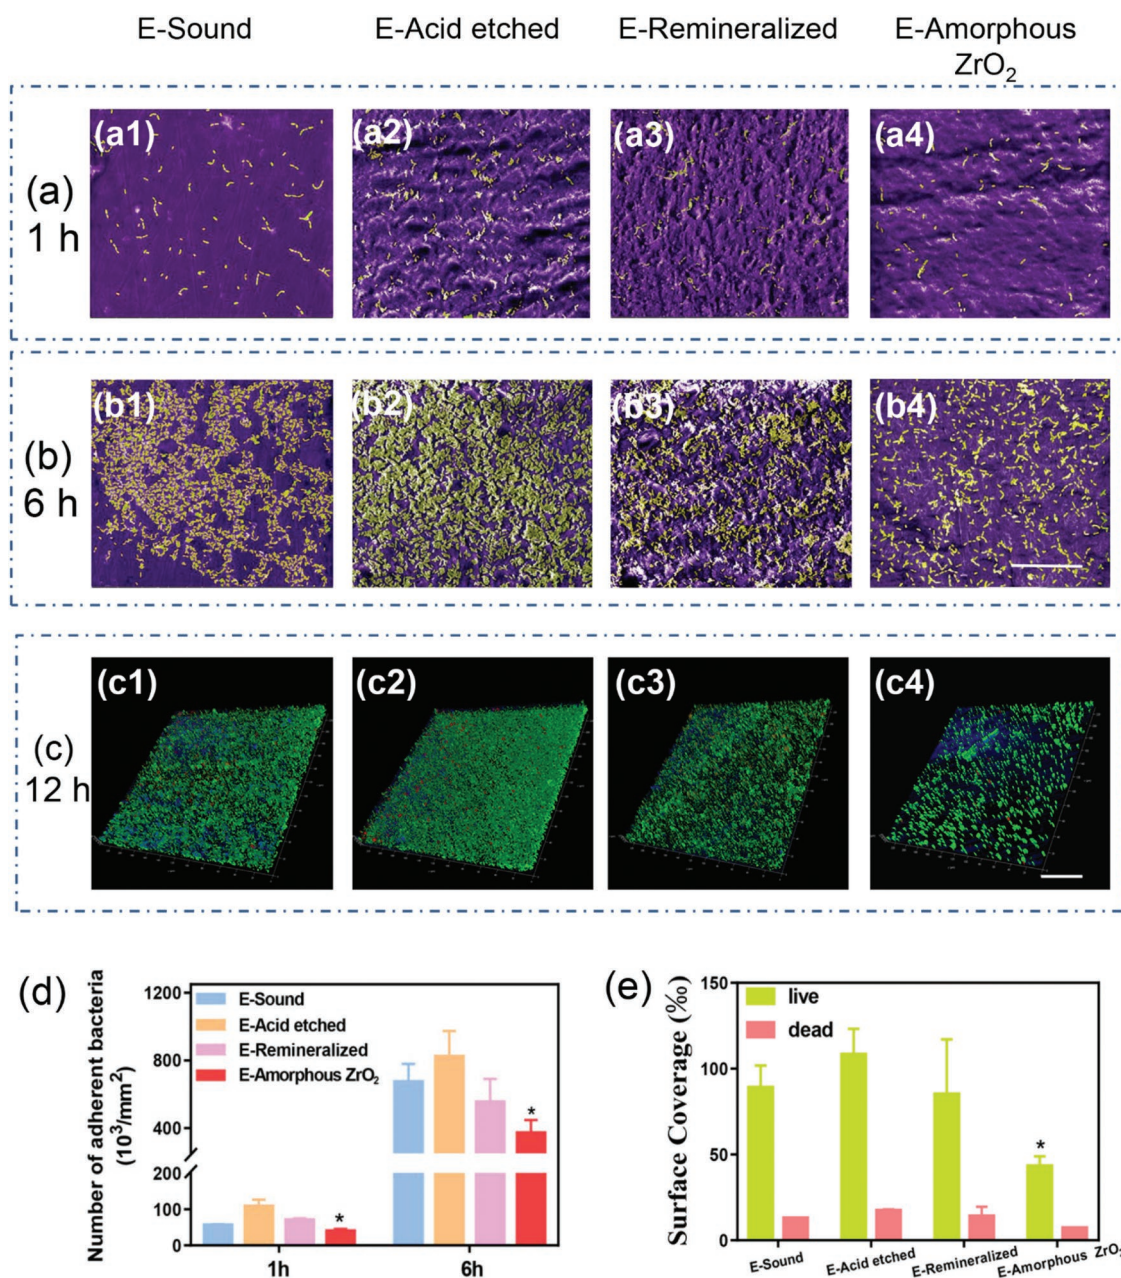 E-Sound E-Acid etched E-Remineralized E-Amorphous
ZrO₂
(a)
1 h
(a1) (a2) (a3) (a4)
(b)
6 h
(b1) (b2) (b3) (b4)
(c)
12 h
(c1) (c2) (c3) (c4)
(d)
Number of adherent bacteria
(10³/mm²)
1200
800
400
200
100
0
E-Sound
E-Acid etched
E-Remineralized
E-Amorphous ZrO₂
*
*
1h 6h
(e)
Surface Coverage (‰)
150
100
50
0
live
dead
*
E-Sound E-Acid etched E-Remineralized E-Amorphous ZrO₂